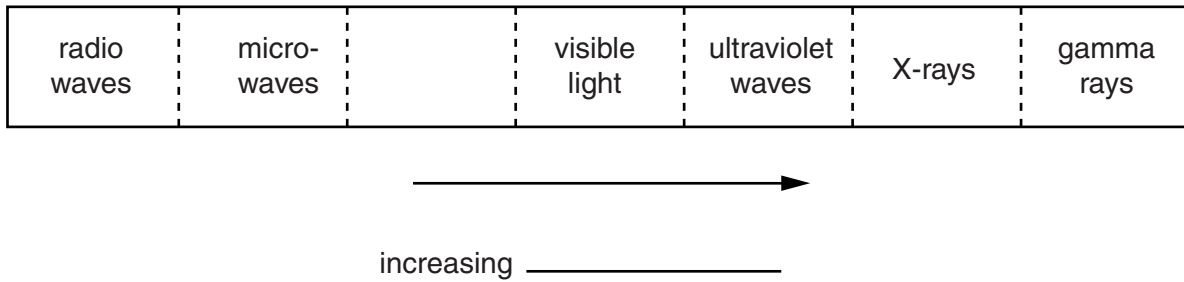 radio micro- visible ultraviolet X-rays gamma
waves waves light waves rays
increasing